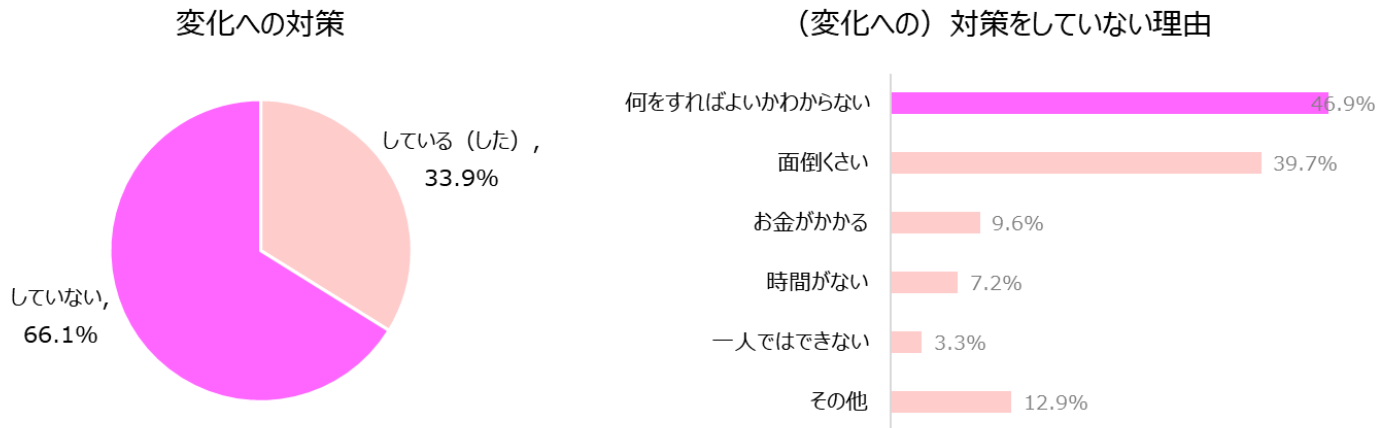 変化への対策
している（した）,
33.9%
していない,
66.1%
（変化への）対策をしていない理由
何をすればよいかわからない 46.9%
面倒くさい 39.7%
お金がかかる 9.6%
時間がない 7.2%
一人ではできない 3.3%
その他 12.9%